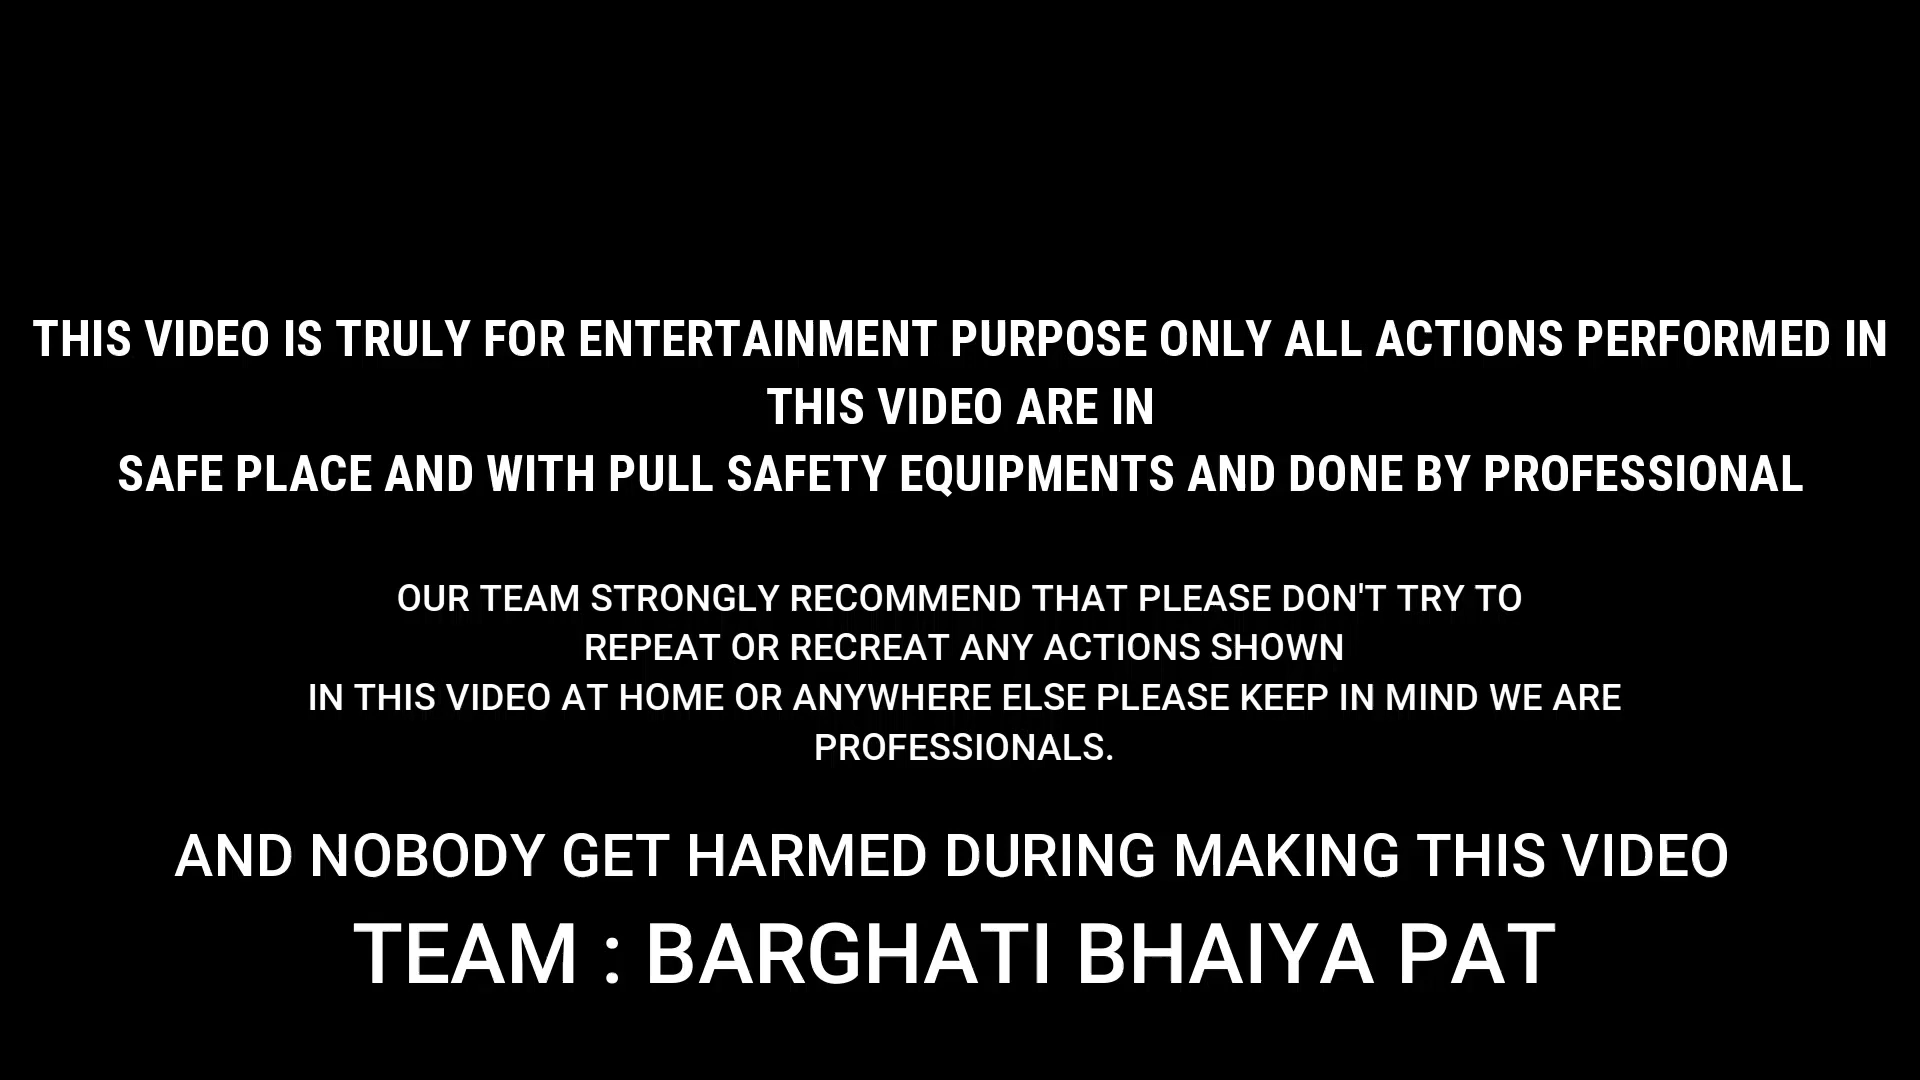 THIS VIDEO IS TRULY FOR ENTERTAINMENT PURPOSE ONLY ALL ACTIONS PERFORMED IN
THIS VIDEO ARE IN
SAFE PLACE AND WITH PULL SAFETY EQUIPMENTS AND DONE BY PROFESSIONAL
OUR TEAM STRONGLY RECOMMEND THAT PLEASE DON'T TRY TO
REPEAT OR RECREAT ANY ACTIONS SHOWN
IN THIS VIDEO AT HOME OR ANYWHERE ELSE PLEASE KEEP IN MIND WE ARE
PROFESSIONALS.
AND NOBODY GET HARMED DURING MAKING THIS VIDEO
TEAM : BARGHATI BHAIYA PAT